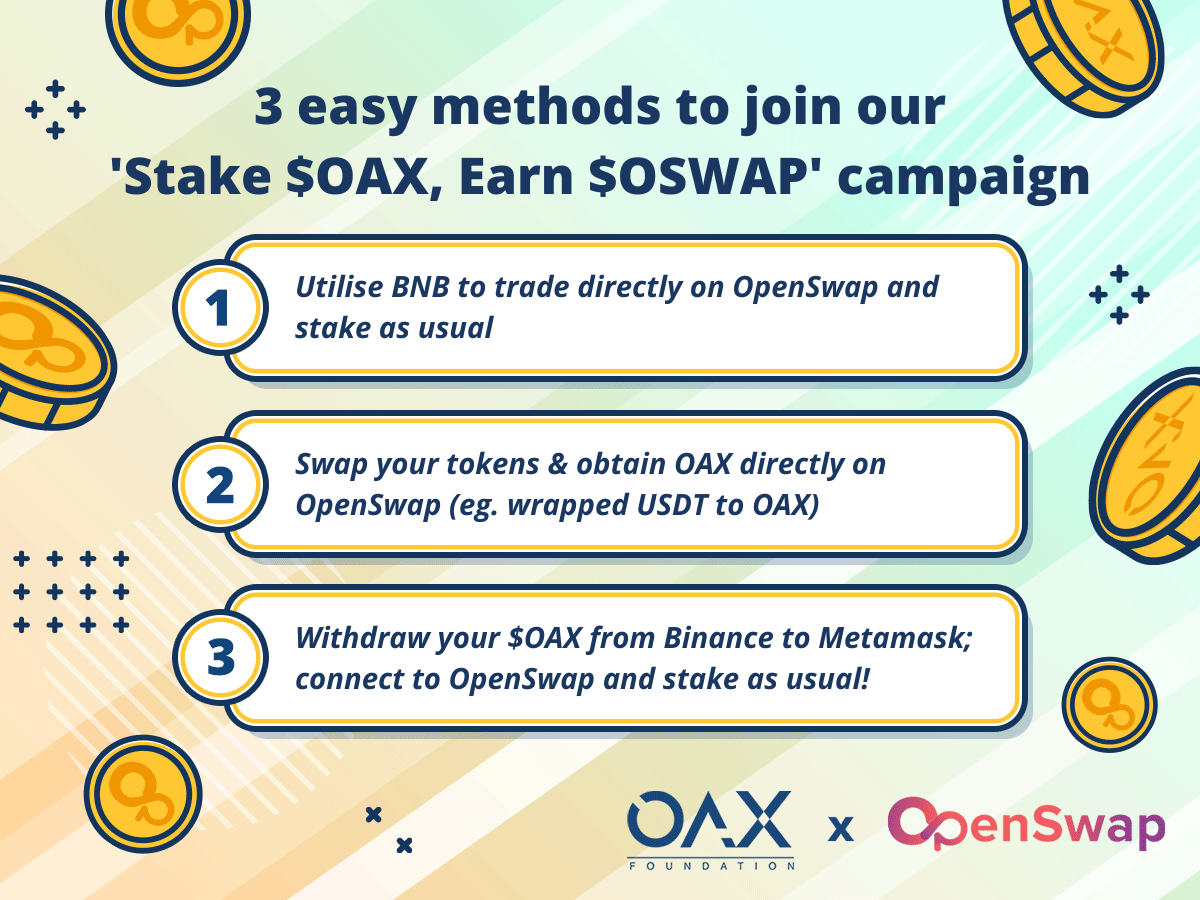 3 easy methods to join our
'Stake $OAX, Earn $OSWAP' campaign
1
Utilise BNB to trade directly on OpenSwap and
stake as usual
2
Swap your tokens & obtain OAX directly on
OpenSwap (eg. wrapped USDT to OAX)
3
Withdraw your $OAX from Binance to Metamask;
connect to OpenSwap and stake as usual!
OAX
FOUNDATION
x
OpenSwap